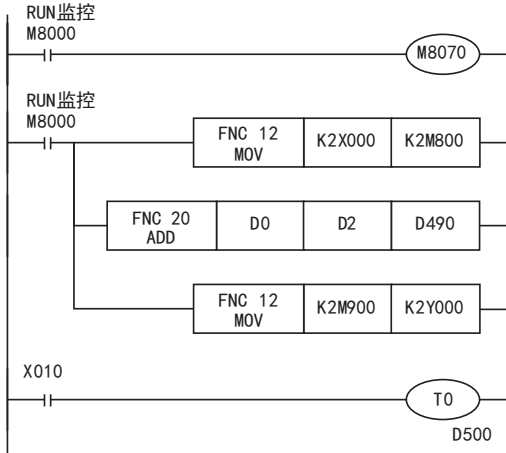 RUN监控
M8000
M8070
RUN监控
M8000
FNC 12
MOV
K2X000
K2M800
FNC 20
ADD
D0
D2
D490
FNC 12
MOV
K2M900
K2Y000
X010
T0
D500